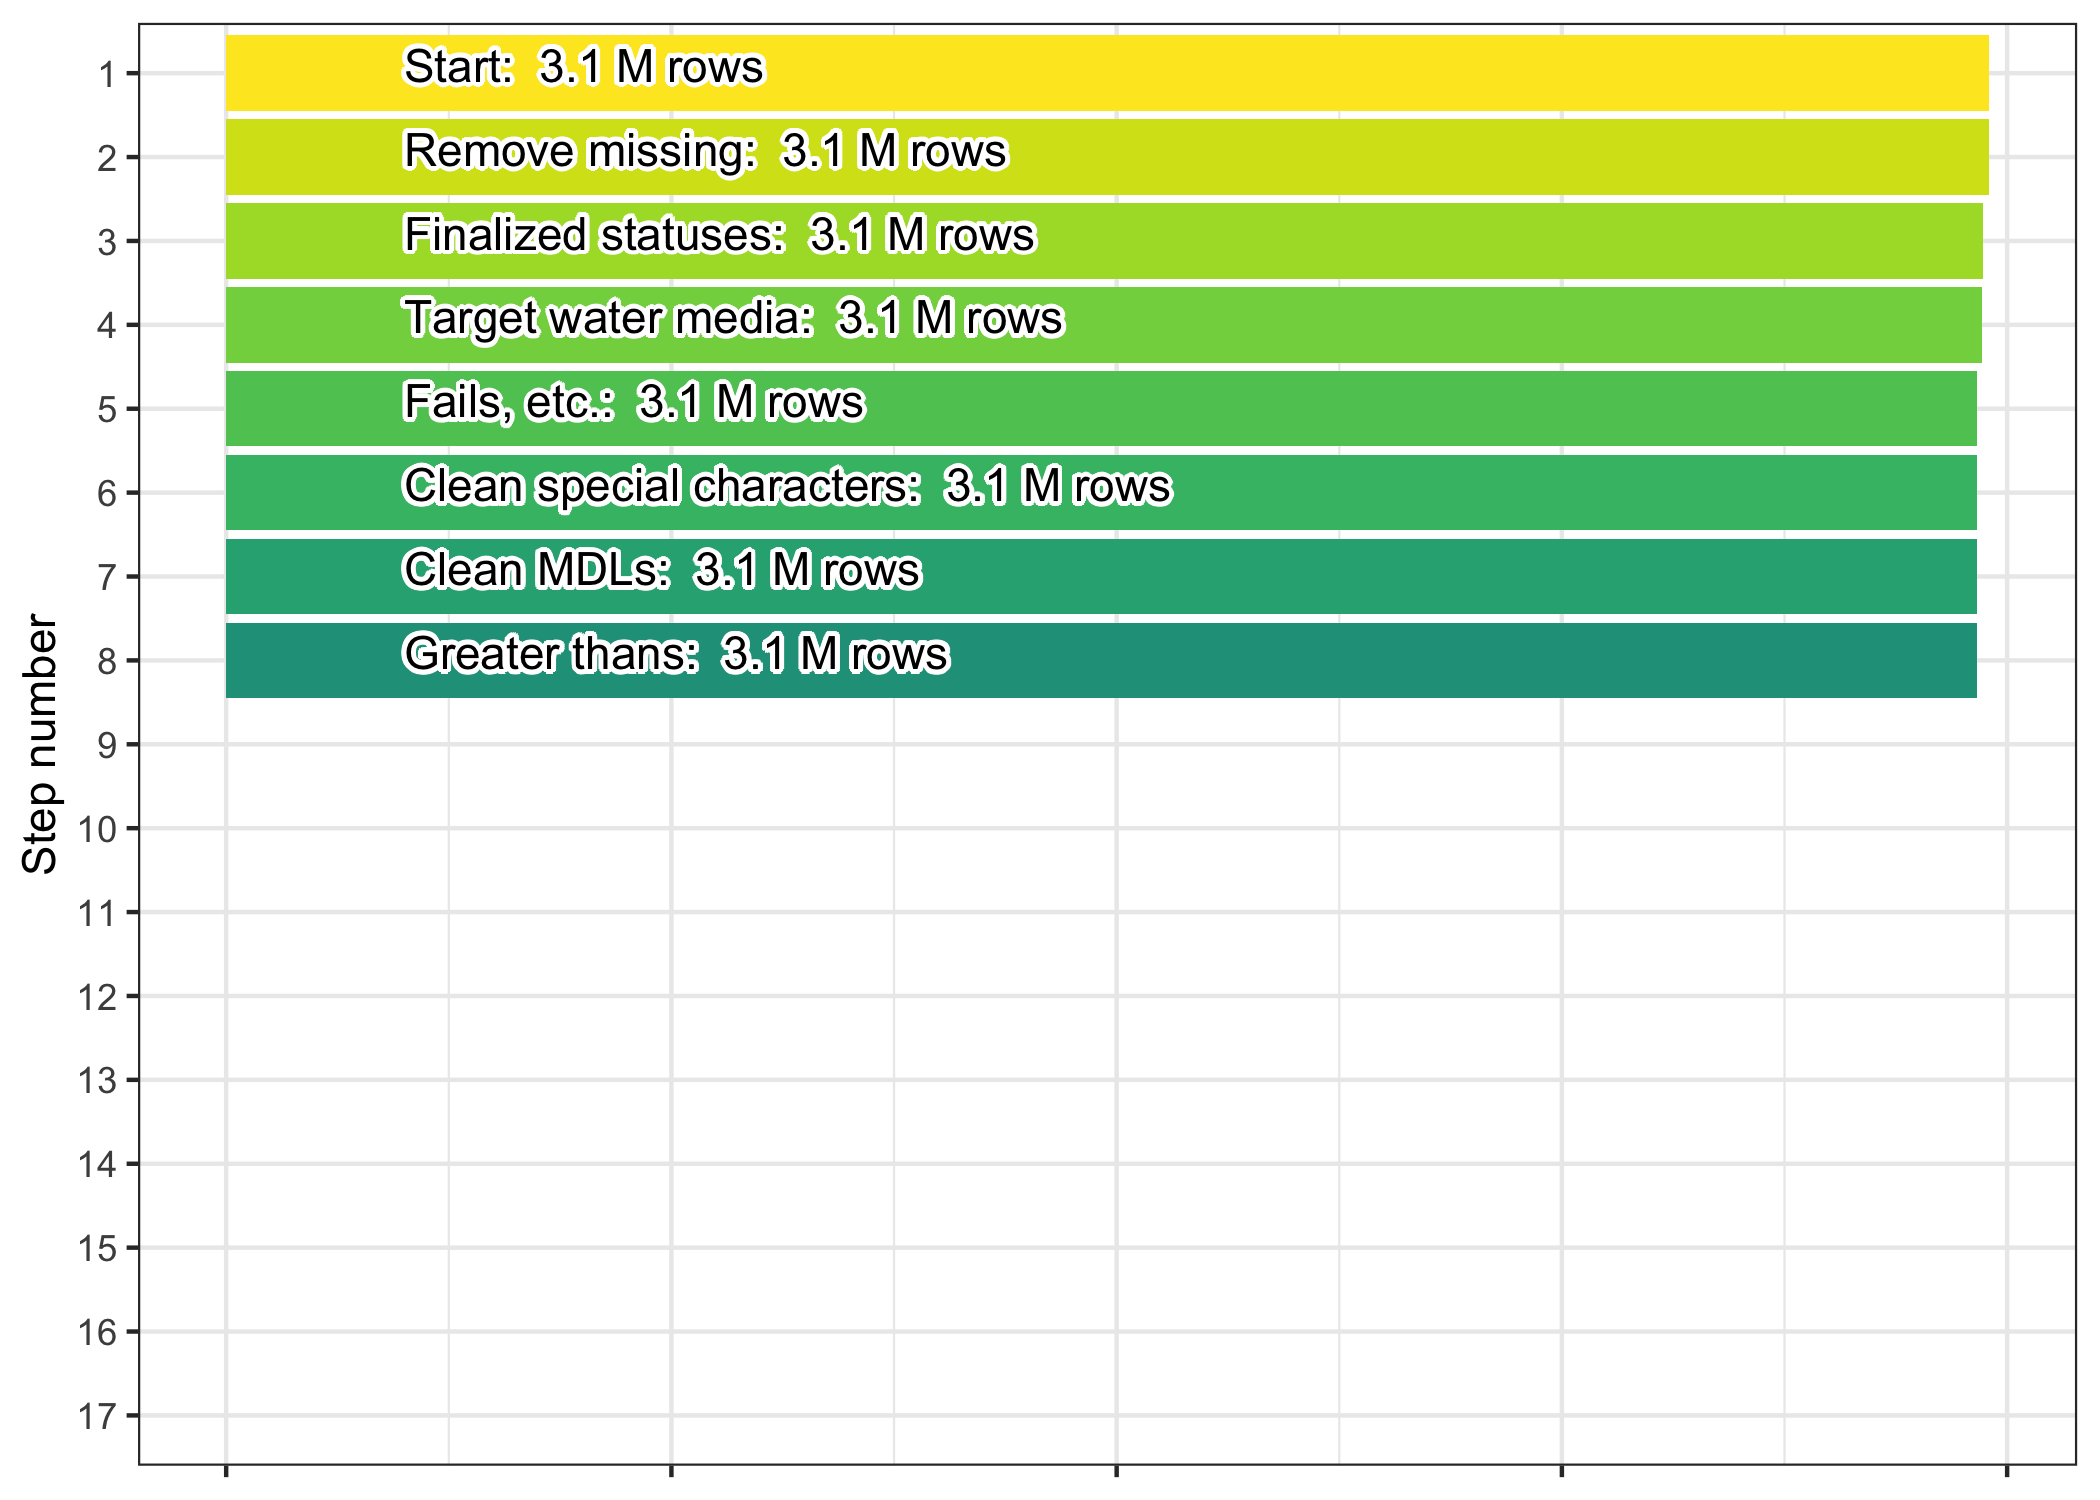 1 Start: 3.1 M rows
2 Remove missing: 3.1 M rows
3 Finalized statuses: 3.1 M rows
4 Target water media: 3.1 M rows
5 Fails, etc.: 3.1 M rows
6 Clean special characters: 3.1 M rows
7 Clean MDLs: 3.1 M rows
8 Greater thans: 3.1 M rows
9
10
11
12
13
14
15
16
17
Step number